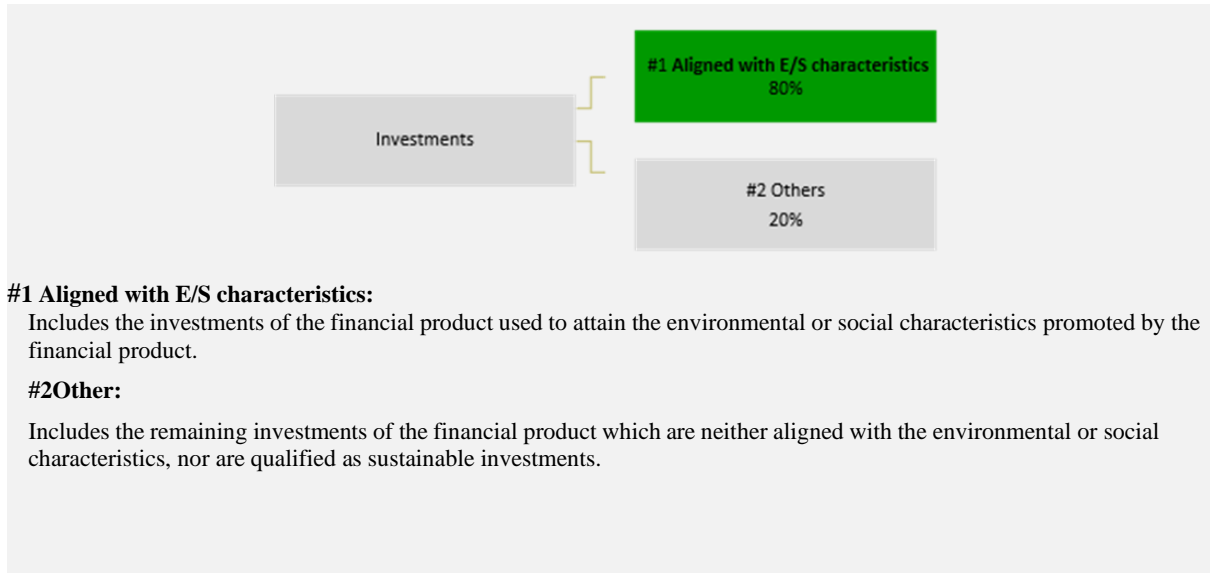 #1 Aligned with E/S characteristics
80%
Investments
#2 Others
20%
#1 Aligned with E/S characteristics:
Includes the investments of the financial product used to attain the environmental or social characteristics promoted by the
financial product.
#2Other:
Includes the remaining investments of the financial product which are neither aligned with the environmental or social
characteristics, nor are qualified as sustainable investments.